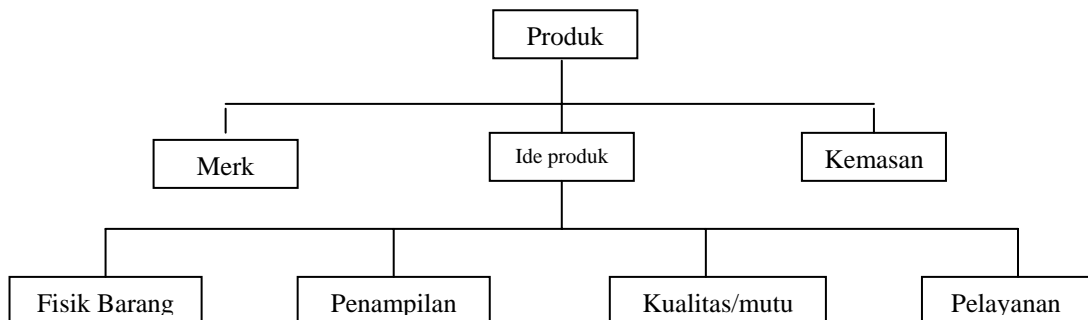 Produk
Merk
Ide produk
Kemasan
Fisik Barang
Penampilan
Kualitas/mutu
Pelayanan